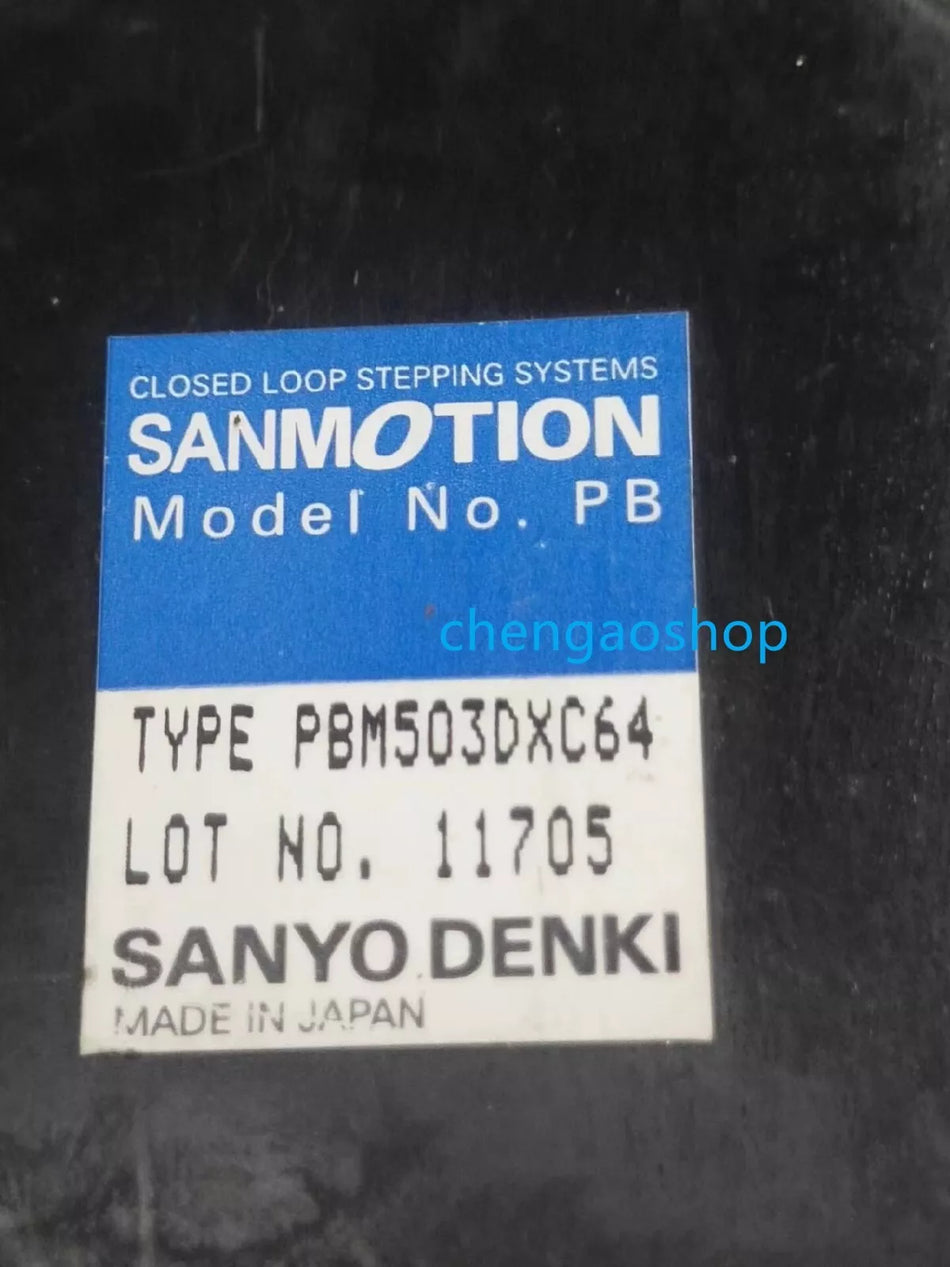 CLOSED LOOP STEPPING SYSTEMS
SANMOTION
Model No. PB
chengaoshop
TYPE PBM503DXC64
LOT NO. 11705
SANYO DENKI
MADE IN JAPAN